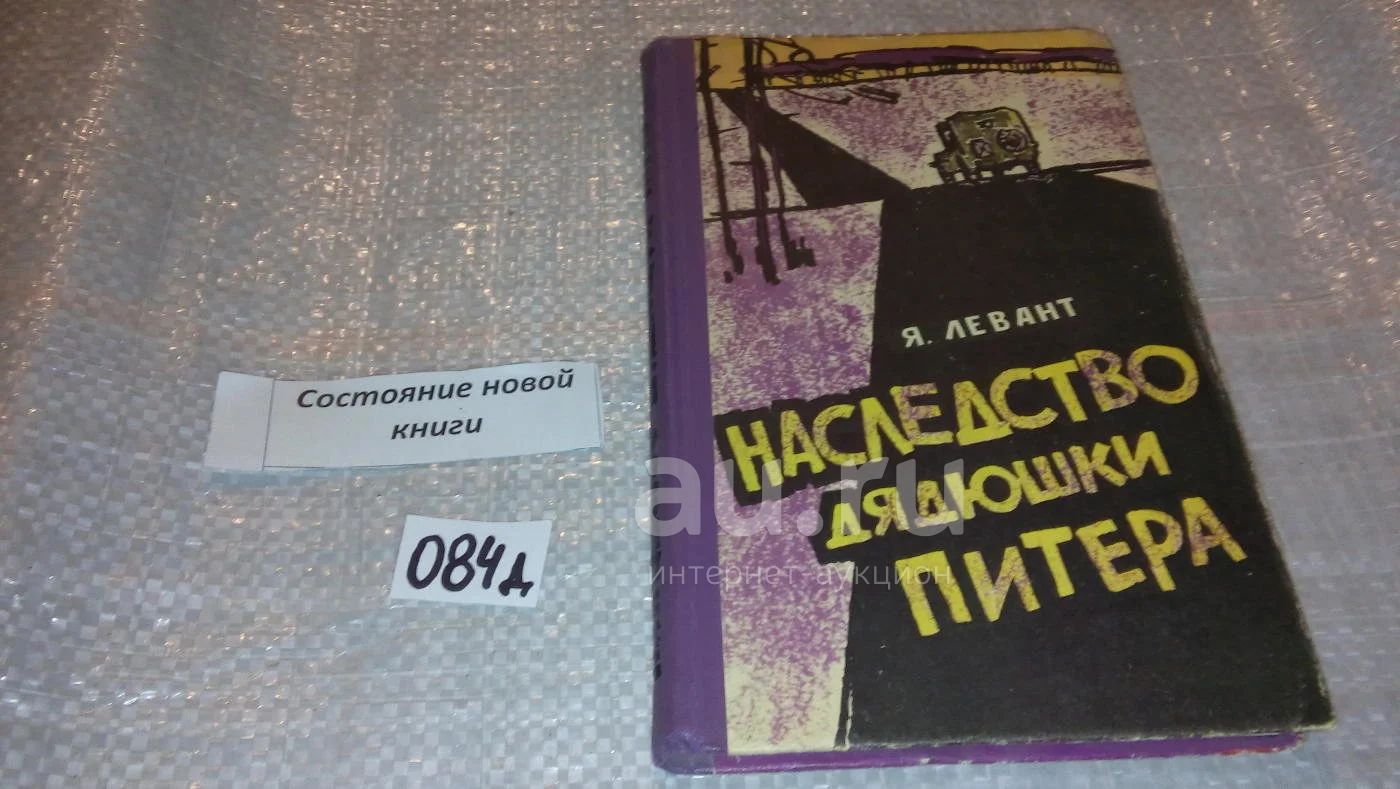 Состояние новой
книги
084д
Я. ЛЕВАНТ
НАСЛЕДСТВО
ДЯДЮШКИ
ПИТЕРА
au.ru
интернет-аукцион